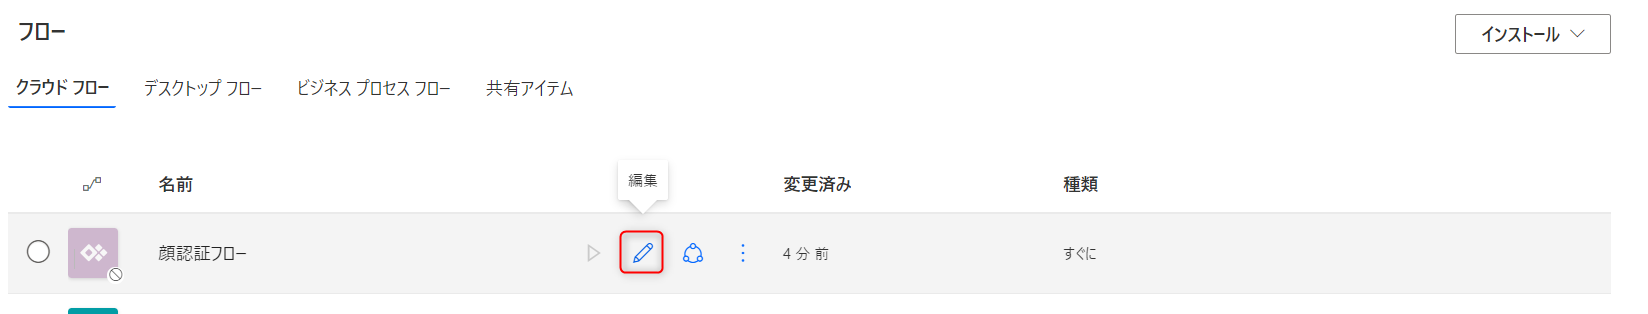 フロー
インストール
クラウド フロー デスクトップ フロー ビジネス プロセス フロー 共有アイテム
編集
名前 変更済み 種類
顔認証フロー 4 分 前 すぐに